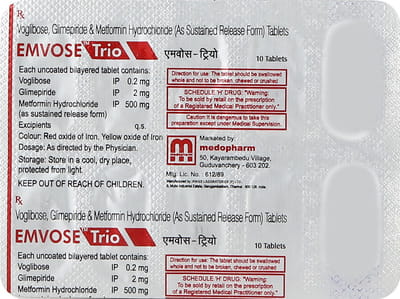 Rx
Voglibose, Glimepiride & Metformin Hydrochloride (As Sustained Release Form) Tablets
EMVOSE™ Trio एमवोस - ट्रियो 10 Tablets
Each uncoated bilayered tablet contains:
Voglibose IP 0.2 mg
Glimepiride IP 2 mg
Metformin Hydrochloride IP 500 mg
(as sustained release form)
Excipients q.s.
Colour: Red oxide of Iron, Yellow oxide of Iron
Dosage: As directed by the Physician.
Storage: Store in a cool, dry place,
protected from light.
KEEP OUT OF REACH OF CHILDREN.
Direction for use: The tablet should be swallowed
whole and not to be broken, chewed or crushed
SCHEDULE 'H' DRUG: "Warning:
To be sold by retail on the prescription
of a Registered Medical Practitioner only."
Caution: It is dangerous to take this
preparation except under Medical Supervision.
Marketed by:
medopharm
50, Kayarambedu Village,
Guduvanchery - 603 202.
Mfg. Lic. No. 612/89
Rx
Voglibose, Glimepiride & Metformin Hydrochloride (As Sustained Release Form) Tablets
EMVOSE™ Trio एमवोस - ट्रियो 10 Tablets
Each uncoated bilayered tablet contains:
Voglibose IP 0.2 mg
Glimepiride IP 2 mg
Metformin Hydrochloride IP 500 mg
Direction for use: The tablet should be swallowed
whole and not to be broken, chewed or crushed
SCHEDULE 'H' DRUG: "Warning:
To be sold by retail on the prescription
of a Registered Medical Practitioner only."